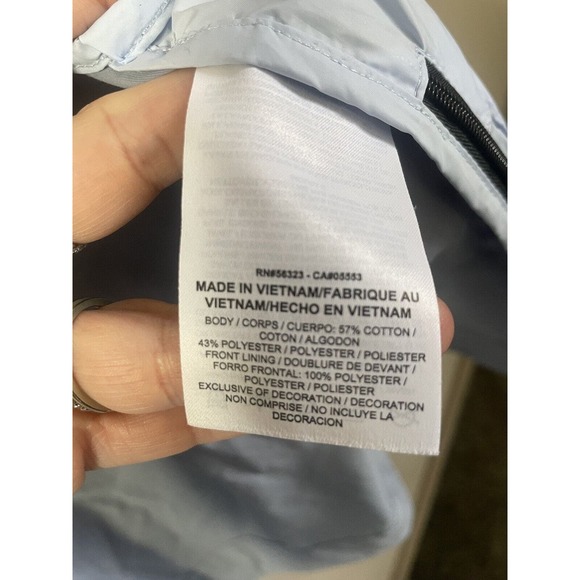 RN#56323 - CA#05553
MADE IN VIETNAM/FABRIQUE AU
VIETNAM/HECHO EN VIETNAM
BODY / CORPS / CUERPO: 57% COTTON /
COTON / ALGODON
43% POLYESTER / POLYESTER / POLIESTER
FRONT LINING / DOUBLURE DE DEVANT /
FORRO FRONTAL: 100% POLYESTER /
POLYESTER / POLIESTER
EXCLUSIVE OF DECORATION / DECORATION
NON COMPRISE / NO INCLUYE LA
DECORACION